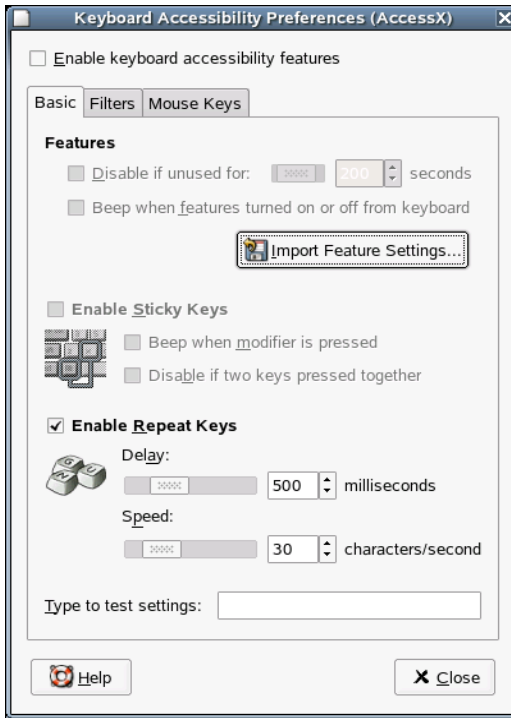 Keyboard Accessibility Preferences (AccessX)
Enable keyboard accessibility features
Basic Filters Mouse Keys
Features
Disable if unused for: 200 seconds
Beep when features turned on or off from keyboard
Import Feature Settings...
Enable Sticky Keys
Beep when modifier is pressed
Disable if two keys pressed together
Enable Repeat Keys
G U N
Delay:
500 milliseconds
Speed:
30 characters/second
Type to test settings:
Help Close